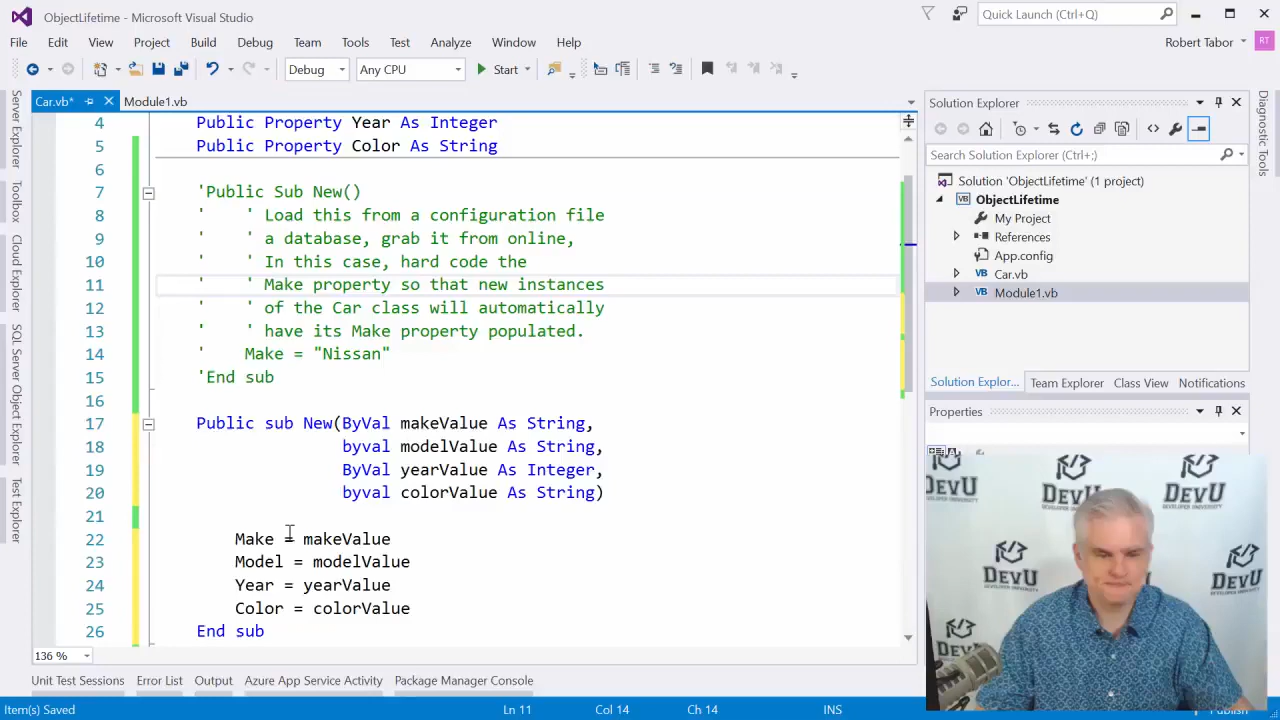 ObjectLifetime - Microsoft Visual Studio
Quick Launch (Ctrl+Q)
File Edit View Project Build Debug Team Tools Test Analyze Window Help
Robert Tabor RT
Debug Any CPU Start
Server Explorer
Toolbox
Cloud Explorer
SQL Server Object Explorer
Test Explorer
Car.vb* Module1.vb
4 Public Property Year As Integer
5 Public Property Color As String
6
7 'Public Sub New()
8 ' ' Load this from a configuration file
9 ' ' a database, grab it from online,
10 ' ' In this case, hard code the
11 ' ' Make property so that new instances
12 ' ' of the Car class will automatically
13 ' ' have its Make property populated.
14 ' Make = "Nissan"
15 'End sub
16
17 Public sub New(ByVal makeValue As String,
18 byval modelValue As String,
19 ByVal yearValue As Integer,
20 byval colorValue As String)
21
22 Make = makeValue
23 Model = modelValue
24 Year = yearValue
25 Color = colorValue
26 End sub
136 %
Solution Explorer
Search Solution Explorer (Ctrl+;)
Solution 'ObjectLifetime' (1 project)
VB ObjectLifetime
My Project
References
App.config
VB Car.vb
VB Module1.vb
Solution Explor... Team Explorer Class View Notifications
Properties
Diagnostic Tools
DevU DevU DevU
DEVELOPER UNIVERSITY
DevU DevU
Unit Test Sessions Error List Output Azure App Service Activity Package Manager Console
Item(s) Saved Ln 11 Col 14 Ch 14 INS Publish